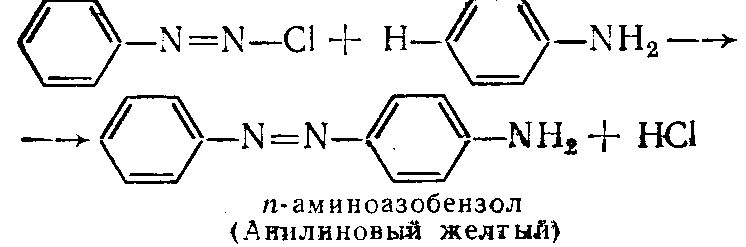 —N=N—Cl + H— —NH₂ →
→ —N=N— —NH₂ + HCl
п-аминоазобензол
(Анилиновый желтый)